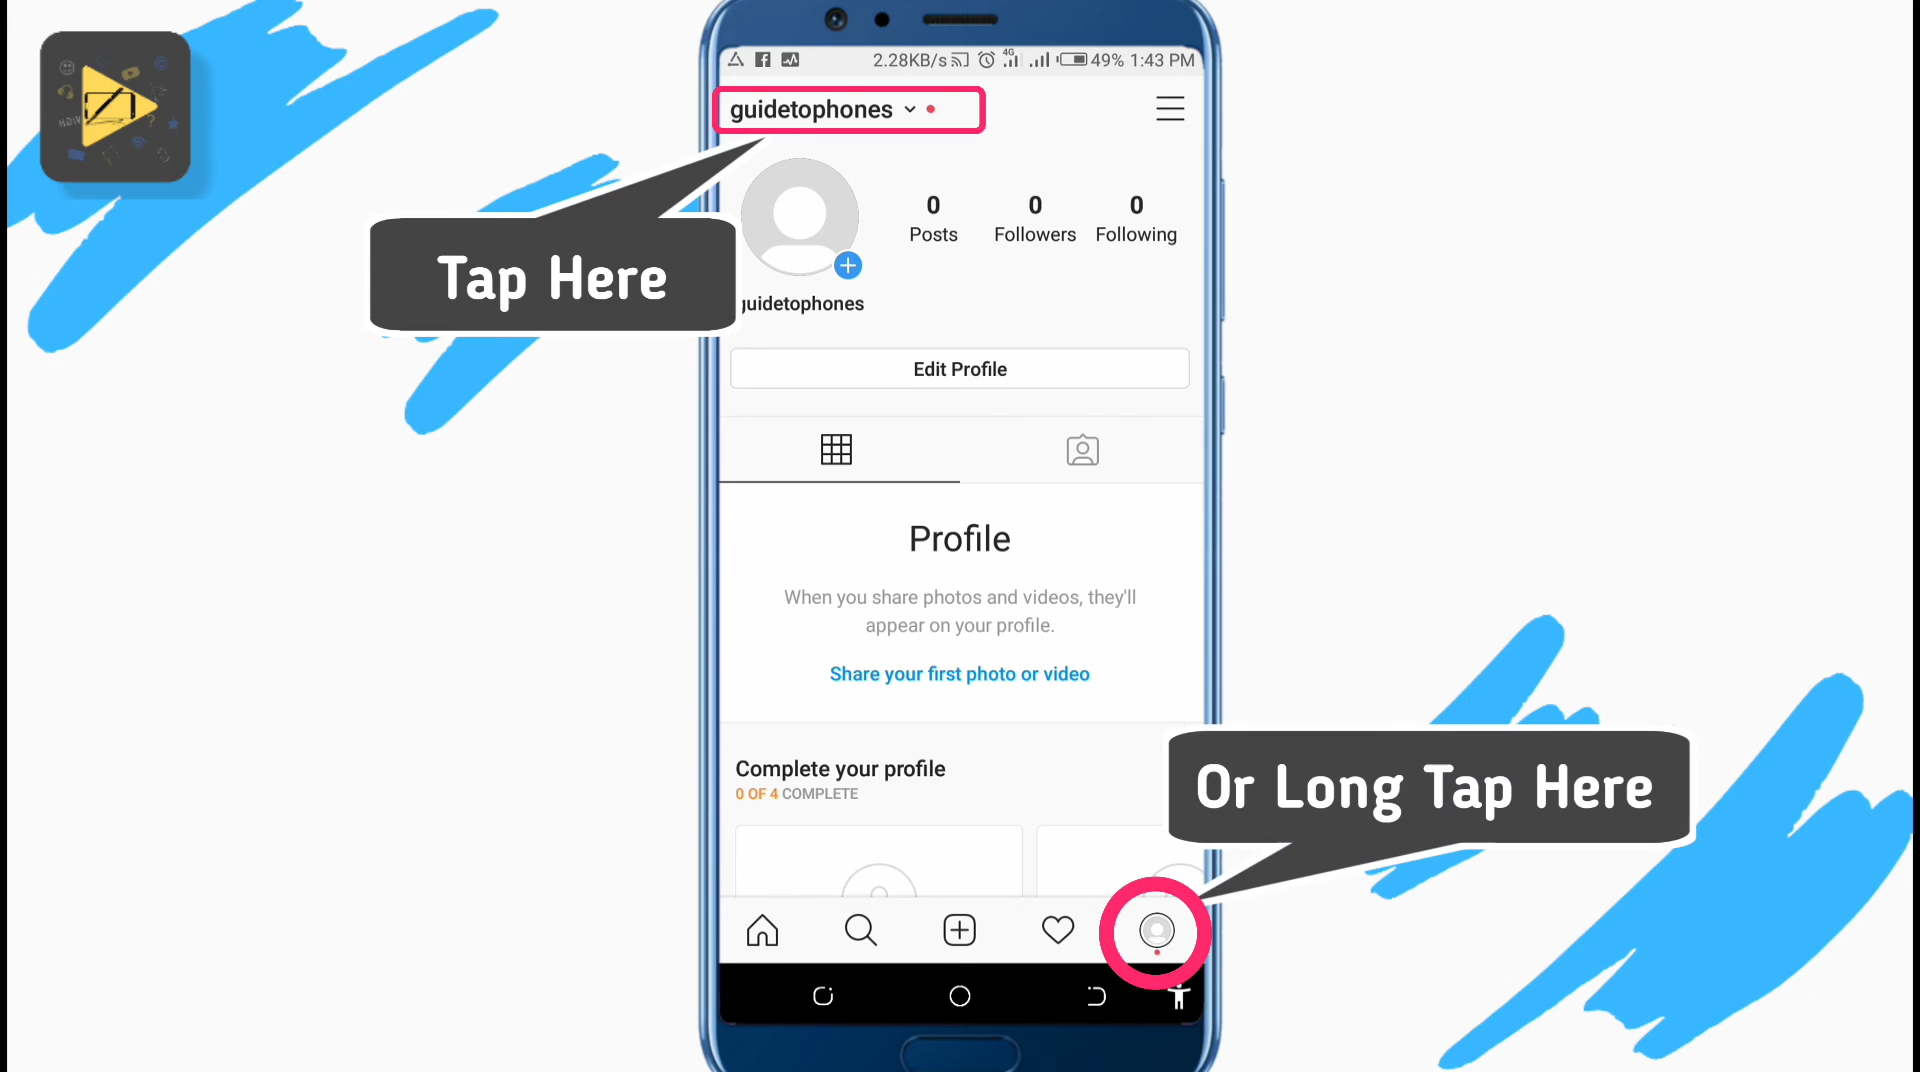 2.28KB/s 4G 49% 1:43 PM
guidetophones
Tap Here
0 0 0
Posts Followers Following
guidetophones
Edit Profile
Profile
When you share photos and videos, they'll
appear on your profile.
Share your first photo or video
Complete your profile
0 OF 4 COMPLETE
Or Long Tap Here